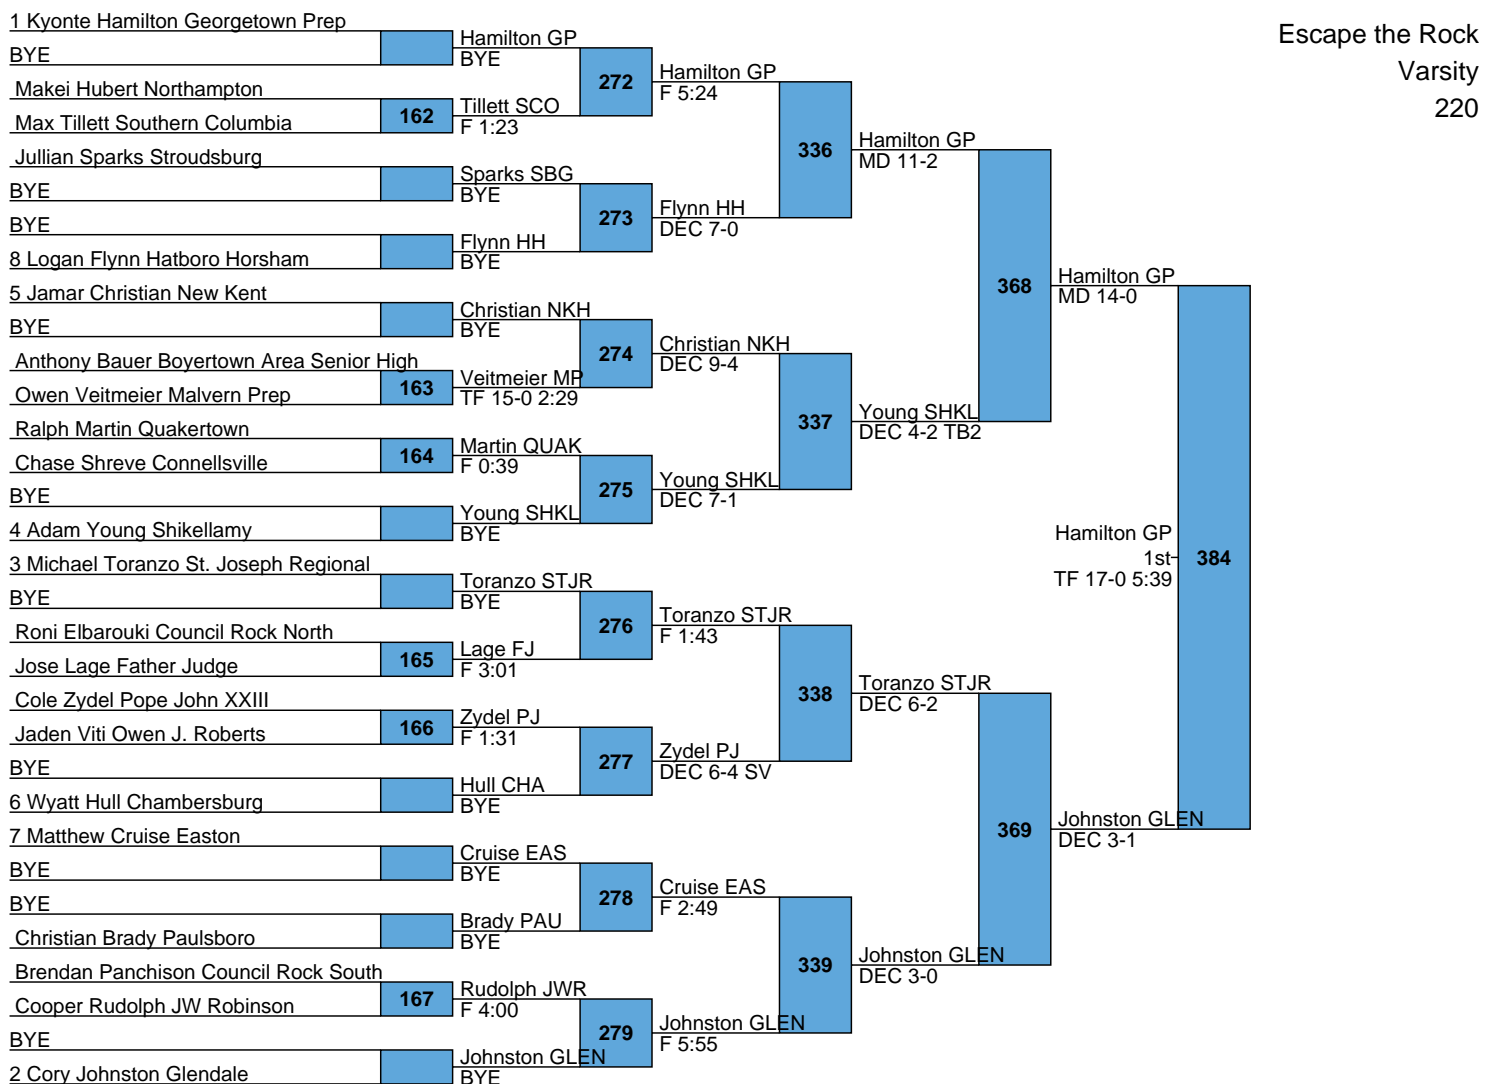 Escape the Rock
Varsity
220
1 Kyonte Hamilton Georgetown Prep
BYE
Makei Hubert Northampton
162
Max Tillett Southern Columbia
Jullian Sparks Stroudsburg
BYE
BYE
8 Logan Flynn Hatboro Horsham
5 Jamar Christian New Kent
BYE
Anthony Bauer Boyertown Area Senior High
163
Owen Veitmeier Malvern Prep
Ralph Martin Quakertown
164
Chase Shreve Connellsville
BYE
4 Adam Young Shikellamy
3 Michael Toranzo St. Joseph Regional
BYE
Roni Elbarouki Council Rock North
165
Jose Lage Father Judge
Cole Zydel Pope John XXIII
166
Jaden Viti Owen J. Roberts
BYE
6 Wyatt Hull Chambersburg
7 Matthew Cruise Easton
BYE
BYE
Christian Brady Paulsboro
Brendan Panchison Council Rock South
167
Cooper Rudolph JW Robinson
BYE
2 Cory Johnston Glendale
Hamilton GP
BYE
272
Tillett SCO
F 1:23
Sparks SBG
BYE
273
Flynn HH
BYE
Christian NKH
BYE
274
Veitmeier MP
TF 15-0 2:29
Martin QUAK
F 0:39
275
Young SHKL
BYE
Toranzo STJR
BYE
276
Lage FJ
F 3:01
Zydel PJ
F 1:31
277
Hull CHA
BYE
Cruise EAS
BYE
278
Brady PAU
BYE
Rudolph JWR
F 4:00
279
Johnston GLEN
BYE
Hamilton GP
F 5:24
336
Flynn HH
DEC 7-0
Christian NKH
DEC 9-4
337
Young SHKL
DEC 7-1
Toranzo STJR
F 1:43
338
Zydel PJ
DEC 6-4 SV
Cruise EAS
F 2:49
339
Johnston GLEN
F 5:55
Hamilton GP
MD 11-2
368
Young SHKL
DEC 4-2 TB2
Toranzo STJR
DEC 6-2
369
Johnston GLEN
DEC 3-0
Hamilton GP
MD 14-0
384
Johnston GLEN
DEC 3-1
Hamilton GP
1st
TF 17-0 5:39